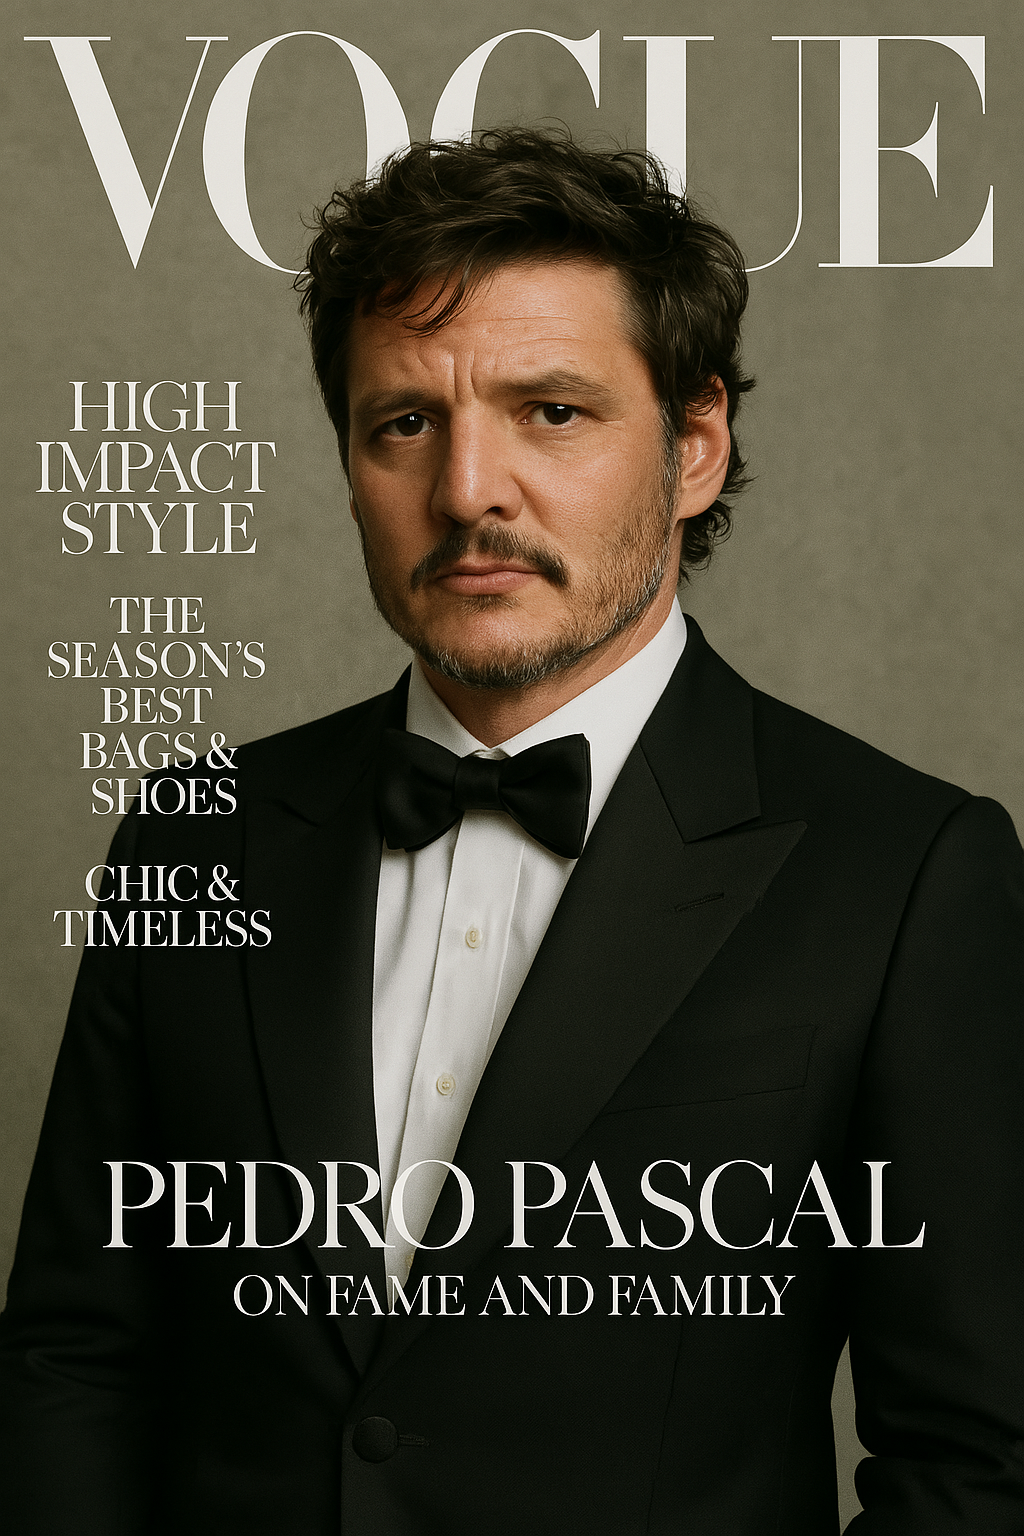 VOGUE
HIGH
IMPACT
STYLE
THE
SEASON'S
BEST
BAGS &
SHOES
CHIC &
TIMELESS
PEDRO PASCAL
ON FAME AND FAMILY